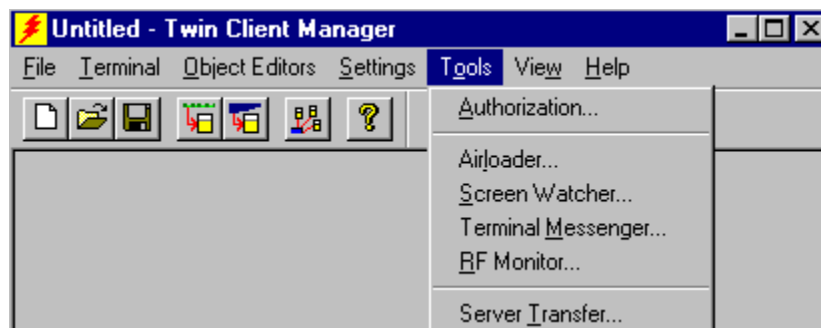 Untitled - Twin Client Manager
File Terminal Object Editors Settings Tools View Help
Authorization...
Airloader...
Screen Watcher...
Terminal Messenger...
RF Monitor...
Server Transfer...